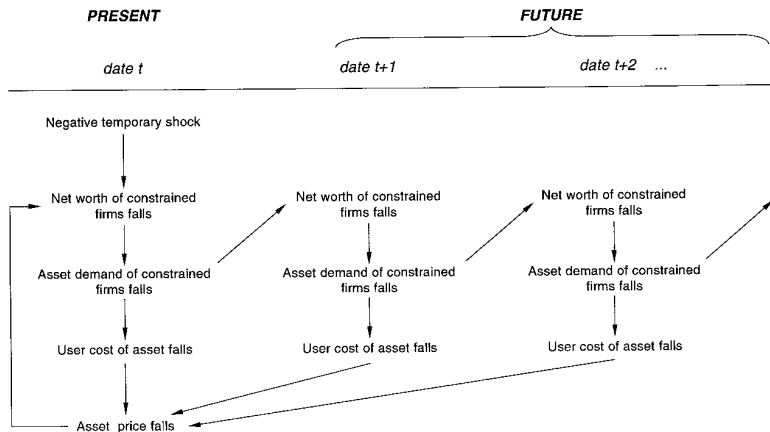 PRESENT
FUTURE
date t
date t+1
date t+2 ...
Negative temporary shock
Net worth of constrained
firms falls
Net worth of constrained
firms falls
Net worth of constrained
firms falls
Asset demand of constrained
firms falls
Asset demand of constrained
firms falls
Asset demand of constrained
firms falls
User cost of asset falls
User cost of asset falls
User cost of asset falls
Asset price falls